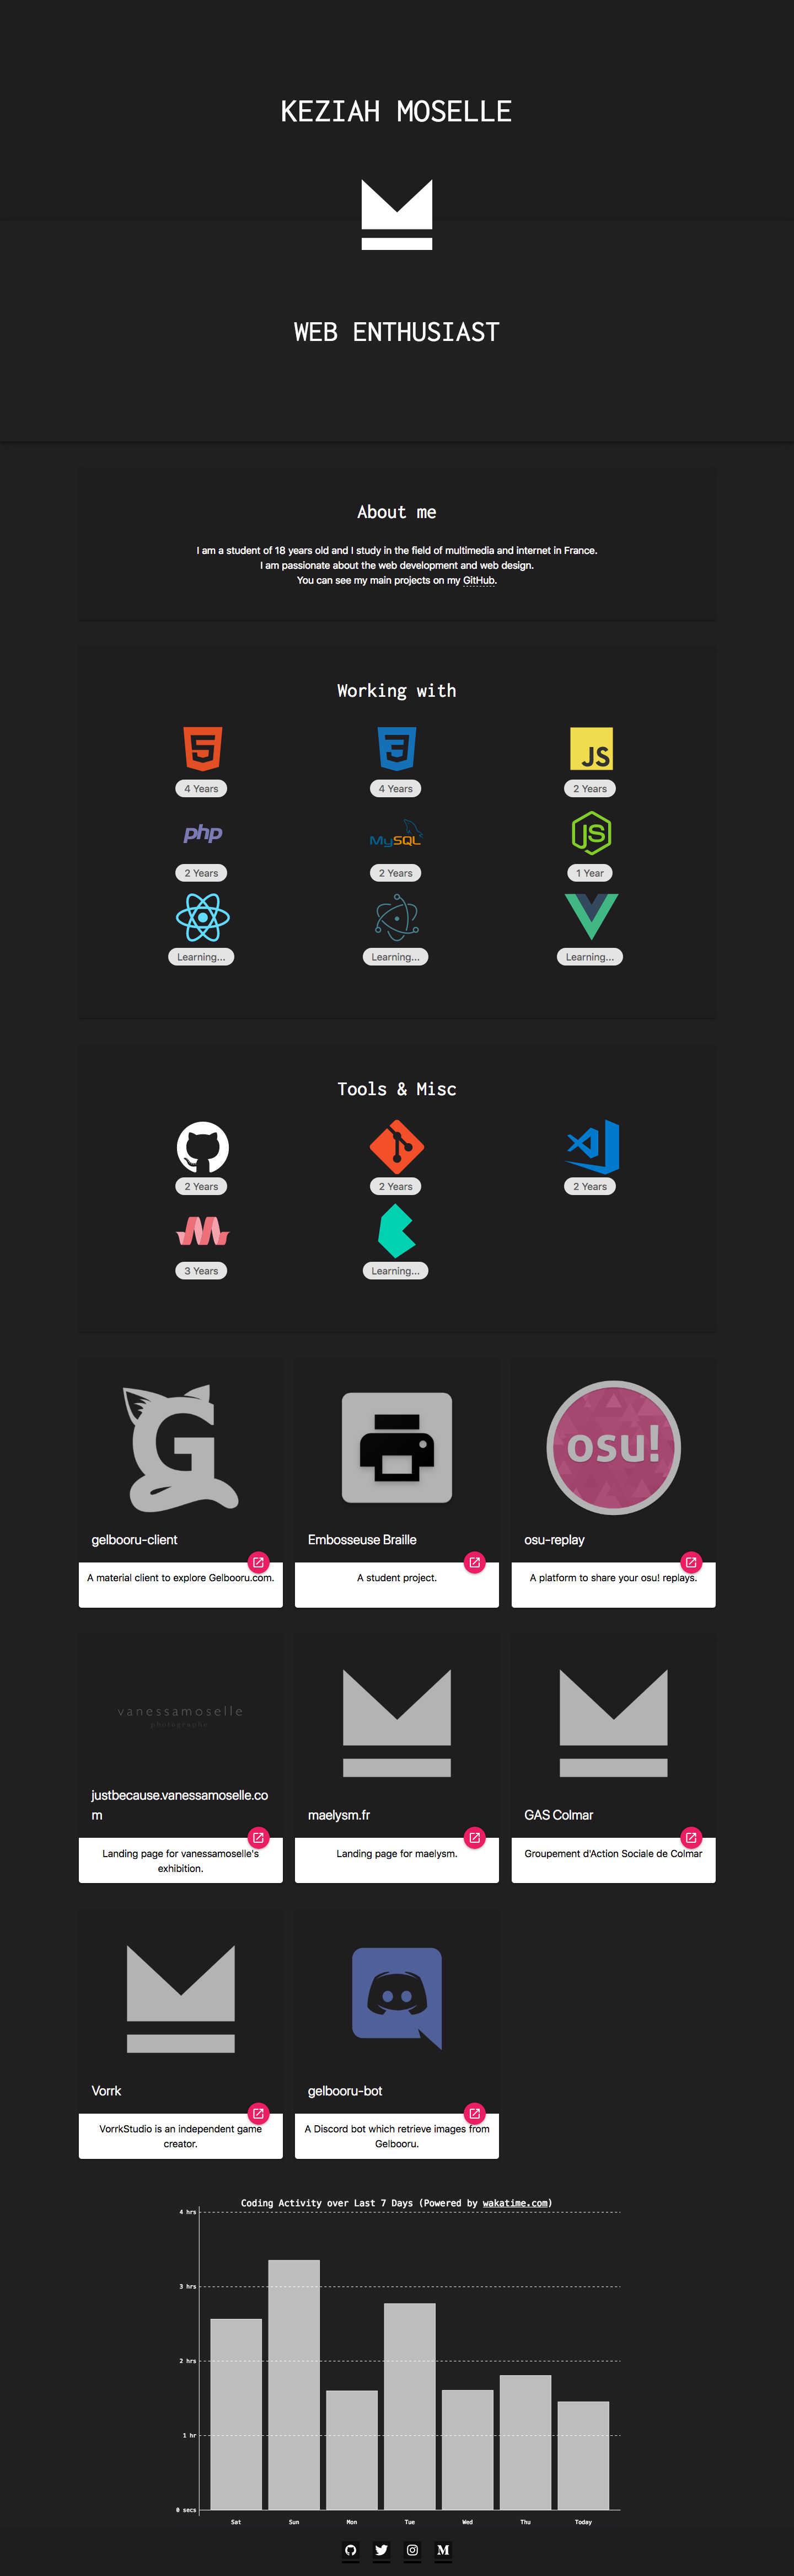 KEZIAH MOSELLE
WEB ENTHUSIAST
About me
I am a student of 18 years old and I study in the field of multimedia and internet in France.
I am passionate about the web development and web design.
You can see my main projects on my GitHub.
Working with
5
3
JS
4 Years
4 Years
2 Years
php
MySQL
JS
2 Years
2 Years
1 Year
Learning...
Learning...
Learning...
Tools & Misc
2 Years
2 Years
2 Years
3 Years
Learning...
G
osu!
gelbooru-client
Embosseuse Braille
osu-replay
A material client to explore Gelbooru.com.
A student project.
A platform to share your osu! replays.
vanessamoselle
photographe
justbecause.vanessamoselle.co
m
maelysm.fr
GAS Colmar
Landing page for vanessamoselle's
exhibition.
Landing page for maelysm.
Groupement d'Action Sociale de Colmar
Vorrk
gelbooru-bot
VorrkStudio is an independent game
creator.
A Discord bot which retrieve images from
Gelbooru.
Coding Activity over Last 7 Days (Powered by wakatime.com)
4 hrs
3 hrs
2 hrs
1 hr
0 secs
Sat
Sun
Mon
Tue
Wed
Thu
Today
M